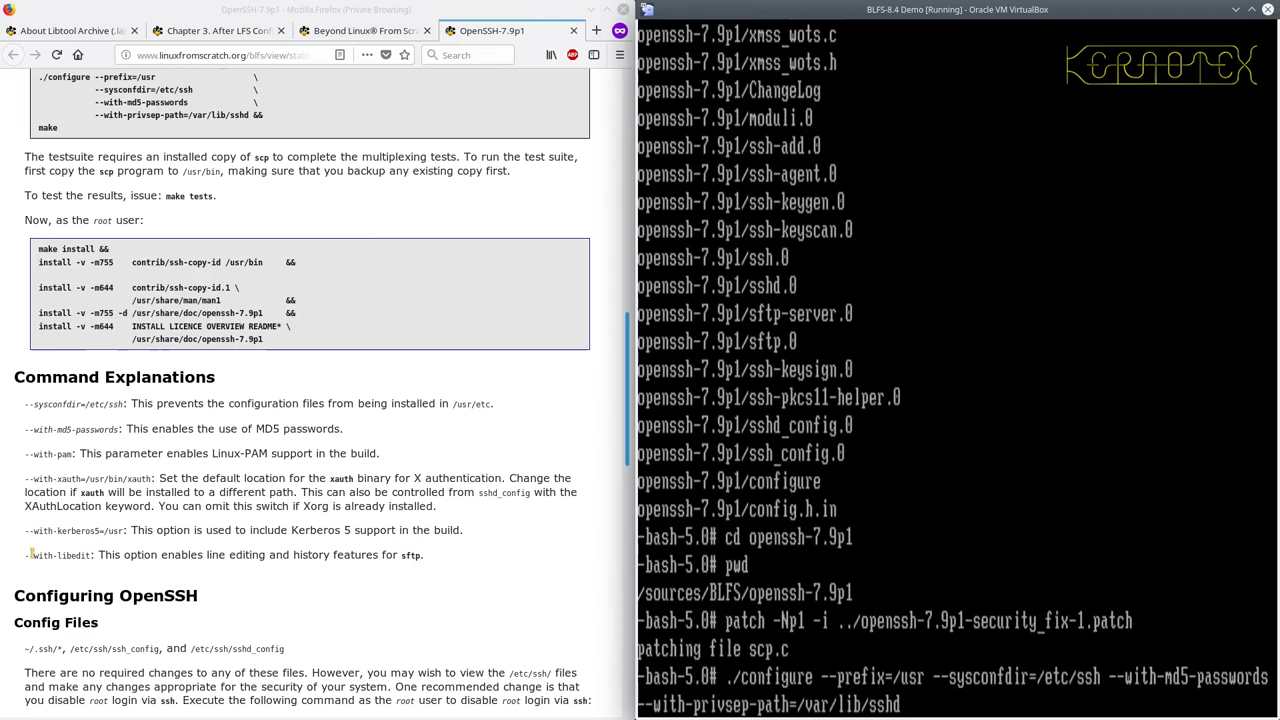 OpenSSH-7.9p1 - Mozilla Firefox (Private Browsing)
About Libtool Archive (.la
Chapter 3. After LFS Conf
Beyond Linux® From Scr
OpenSSH-7.9p1
www.linuxfromscratch.org/blfs/view/stab
Search
./configure --prefix=/usr \
--sysconfdir=/etc/ssh \
--with-md5-passwords \
--with-privsep-path=/var/lib/sshd &&
make
The testsuite requires an installed copy of scp to complete the multiplexing tests. To run the test suite,
first copy the scp program to /usr/bin, making sure that you backup any existing copy first.
To test the results, issue: make tests.
Now, as the root user:
make install &&
install -v -m755 contrib/ssh-copy-id /usr/bin &&
install -v -m644 contrib/ssh-copy-id.1 \
/usr/share/man/man1 &&
install -v -m755 -d /usr/share/doc/openssh-7.9p1 &&
install -v -m644 INSTALL LICENCE OVERVIEW README* \
/usr/share/doc/openssh-7.9p1
Command Explanations
--sysconfdir=/etc/ssh: This prevents the configuration files from being installed in /usr/etc.
--with-md5-passwords: This enables the use of MD5 passwords.
--with-pam: This parameter enables Linux-PAM support in the build.
--with-xauth=/usr/bin/xauth: Set the default location for the xauth binary for X authentication. Change the
location if xauth will be installed to a different path. This can also be controlled from sshd_config with the
XAuthLocation keyword. You can omit this switch if Xorg is already installed.
--with-kerberos5=/usr: This option is used to include Kerberos 5 support in the build.
--with-libedit: This option enables line editing and history features for sftp.
Configuring OpenSSH
Config Files
~/.ssh/*, /etc/ssh/ssh_config, and /etc/ssh/sshd_config
There are no required changes to any of these files. However, you may wish to view the /etc/ssh/ files
and make any changes appropriate for the security of your system. One recommended change is that
you disable root login via ssh. Execute the following command as the root user to disable root login via ssh:
BLFS-8.4 Demo [Running] - Oracle VM VirtualBox
KERAOTEX
openssh-7.9p1/xmss_wots.c
openssh-7.9p1/xmss_wots.h
openssh-7.9p1/ChangeLog
openssh-7.9p1/moduli.0
openssh-7.9p1/ssh-add.0
openssh-7.9p1/ssh-agent.0
openssh-7.9p1/ssh-keygen.0
openssh-7.9p1/ssh-keyscan.0
openssh-7.9p1/ssh.0
openssh-7.9p1/sshd.0
openssh-7.9p1/sftp-server.0
openssh-7.9p1/sftp.0
openssh-7.9p1/ssh-keysign.0
openssh-7.9p1/ssh-pkcs11-helper.0
openssh-7.9p1/sshd_config.0
openssh-7.9p1/ssh_config.0
openssh-7.9p1/configure
openssh-7.9p1/config.h.in
-bash-5.0# cd openssh-7.9p1
-bash-5.0# pwd
/sources/BLFS/openssh-7.9p1
-bash-5.0# patch -Np1 -i ../openssh-7.9p1-security_fix-1.patch
patching file scp.c
-bash-5.0# ./configure --prefix=/usr --sysconfdir=/etc/ssh --with-md5-passwords
--with-privsep-path=/var/lib/sshd